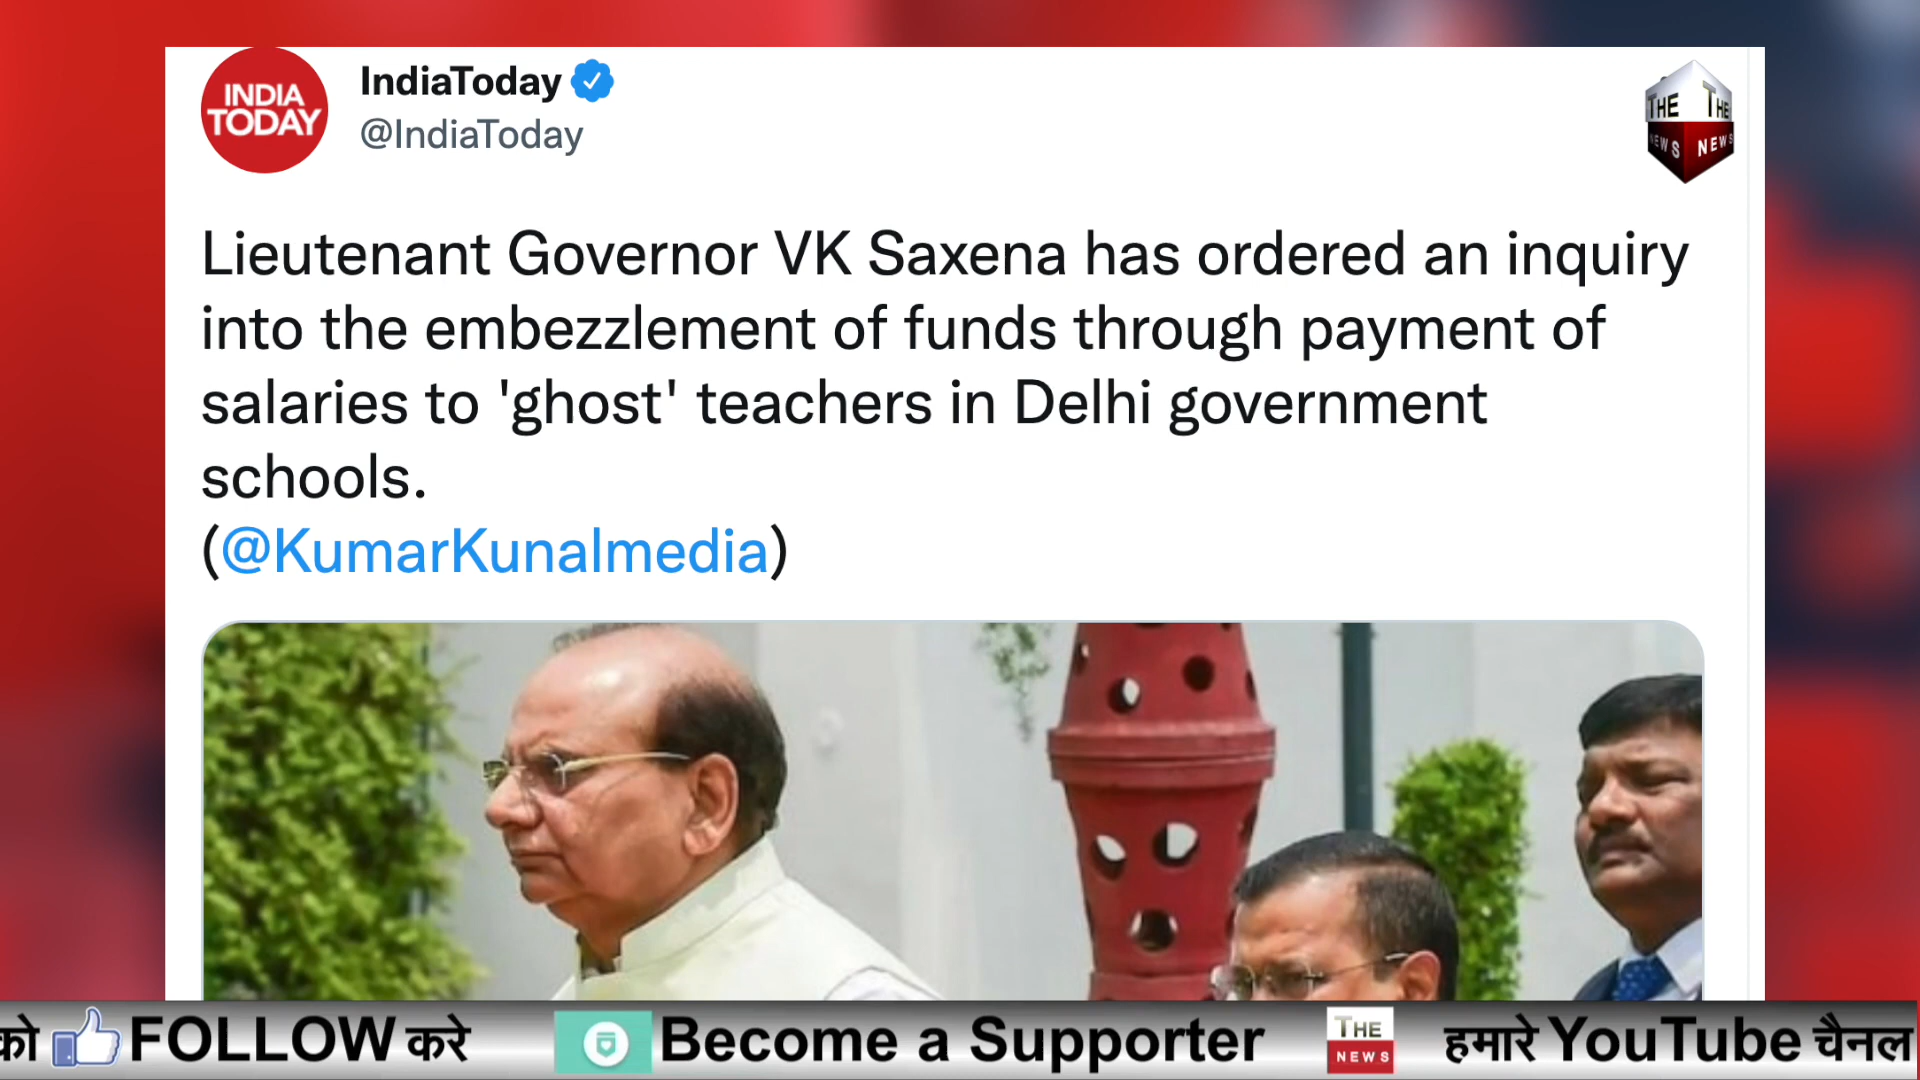 INDIA
TODAY
IndiaToday
@IndiaToday
THE THE
NEWS NEWS
Lieutenant Governor VK Saxena has ordered an inquiry
into the embezzlement of funds through payment of
salaries to 'ghost' teachers in Delhi government
schools.
(@KumarKunalmedia)
को FOLLOW करे Become a Supporter THE NEWS हमारे YouTube चैनल